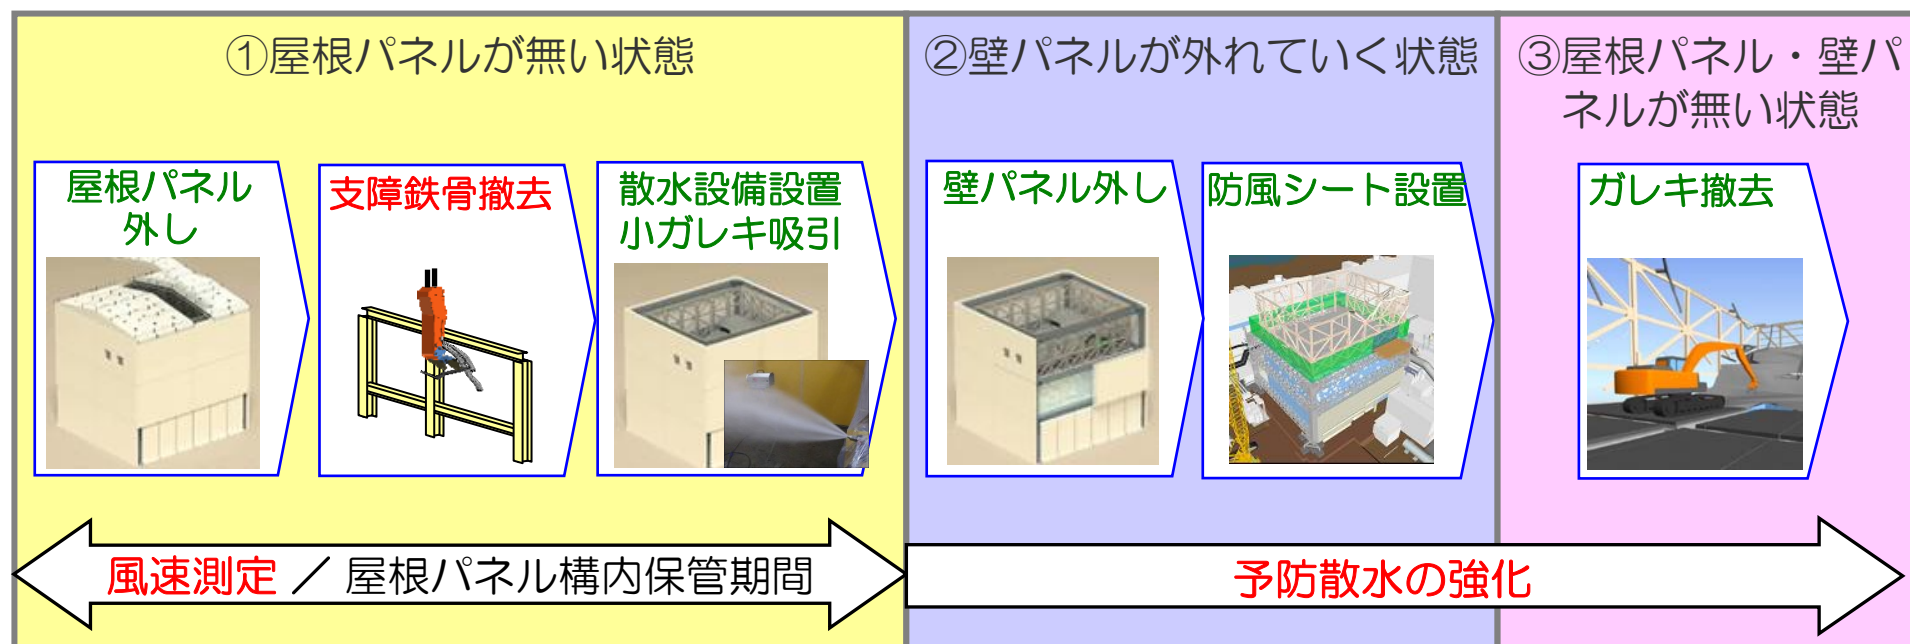 ①屋根パネルが無い状態
②壁パネルが外れていく状態
③屋根パネル・壁パ
ネルが無い状態
屋根パネル
外し
支障鉄骨撤去
散水設備設置
小ガレキ吸引
壁パネル外し
防風シート設置
ガレキ撤去
風速測定 ／ 屋根パネル構内保管期間
予防散水の強化